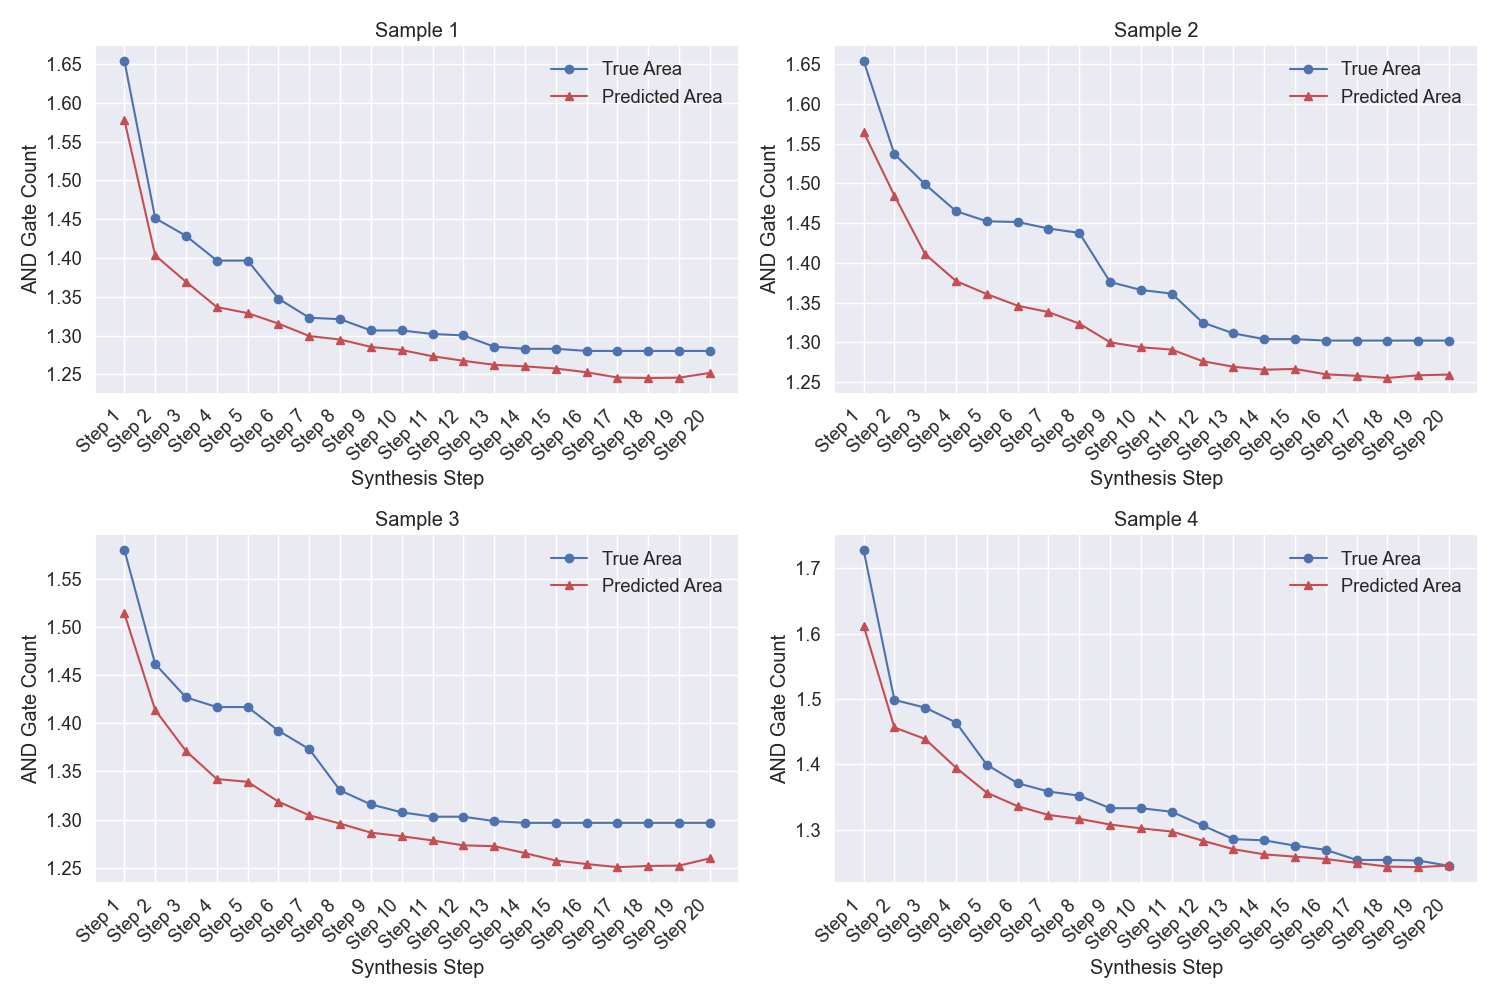 Sample 1
True Area
Predicted Area
AND Gate Count
1.65
1.60
1.55
1.50
1.45
1.40
1.35
1.30
1.25
Step 1
Step 2
Step 3
Step 4
Step 5
Step 6
Step 7
Step 8
Step 9
Step 10
Step 11
Step 12
Step 13
Step 14
Step 15
Step 16
Step 17
Step 18
Step 19
Step 20
Synthesis Step
Sample 2
True Area
Predicted Area
AND Gate Count
1.65
1.60
1.55
1.50
1.45
1.40
1.35
1.30
1.25
Step 1
Step 2
Step 3
Step 4
Step 5
Step 6
Step 7
Step 8
Step 9
Step 10
Step 11
Step 12
Step 13
Step 14
Step 15
Step 16
Step 17
Step 18
Step 19
Step 20
Synthesis Step
Sample 3
True Area
Predicted Area
AND Gate Count
1.55
1.50
1.45
1.40
1.35
1.30
1.25
Step 1
Step 2
Step 3
Step 4
Step 5
Step 6
Step 7
Step 8
Step 9
Step 10
Step 11
Step 12
Step 13
Step 14
Step 15
Step 16
Step 17
Step 18
Step 19
Step 20
Synthesis Step
Sample 4
True Area
Predicted Area
AND Gate Count
1.7
1.6
1.5
1.4
1.3
Step 1
Step 2
Step 3
Step 4
Step 5
Step 6
Step 7
Step 8
Step 9
Step 10
Step 11
Step 12
Step 13
Step 14
Step 15
Step 16
Step 17
Step 18
Step 19
Step 20
Synthesis Step